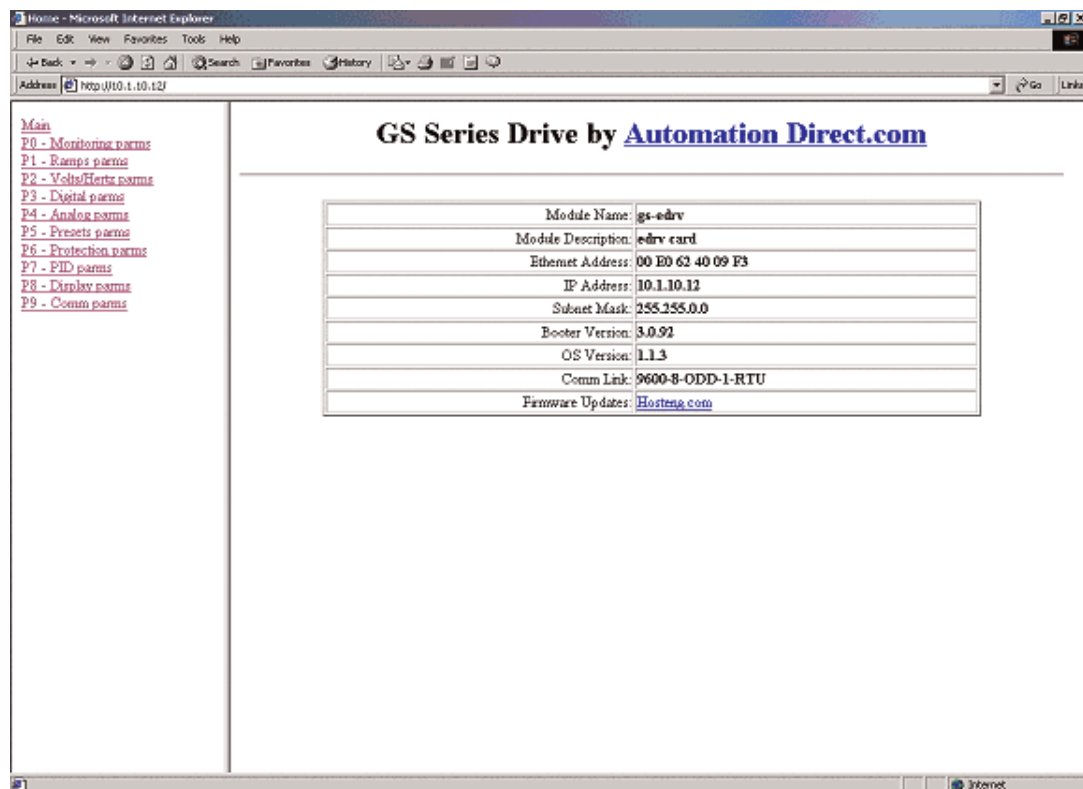 Home - Microsoft Internet Explorer
File Edit View Favorites Tools Help
Back Search Favorites History
Address http://10.1.10.12/ Go Links
Main
P0 - Monitoring parms
P1 - Ramps parms
P2 - Volts/Hertz parms
P3 - Digital parms
P4 - Analog parms
P5 - Presets parms
P6 - Protection parms
P7 - PID parms
P8 - Display parms
P9 - Comm parms
GS Series Drive by Automation Direct.com
Module Name: gs-edrv
Module Description: edrv card
Ethernet Address: 00 E0 62 40 09 F3
IP Address: 10.1.10.12
Subnet Mask: 255.255.0.0
Booter Version: 3.0.92
OS Version: 1.1.3
Comm Link: 9600-8-ODD-1-RTU
Firmware Updates: Hosteng.com
Internet